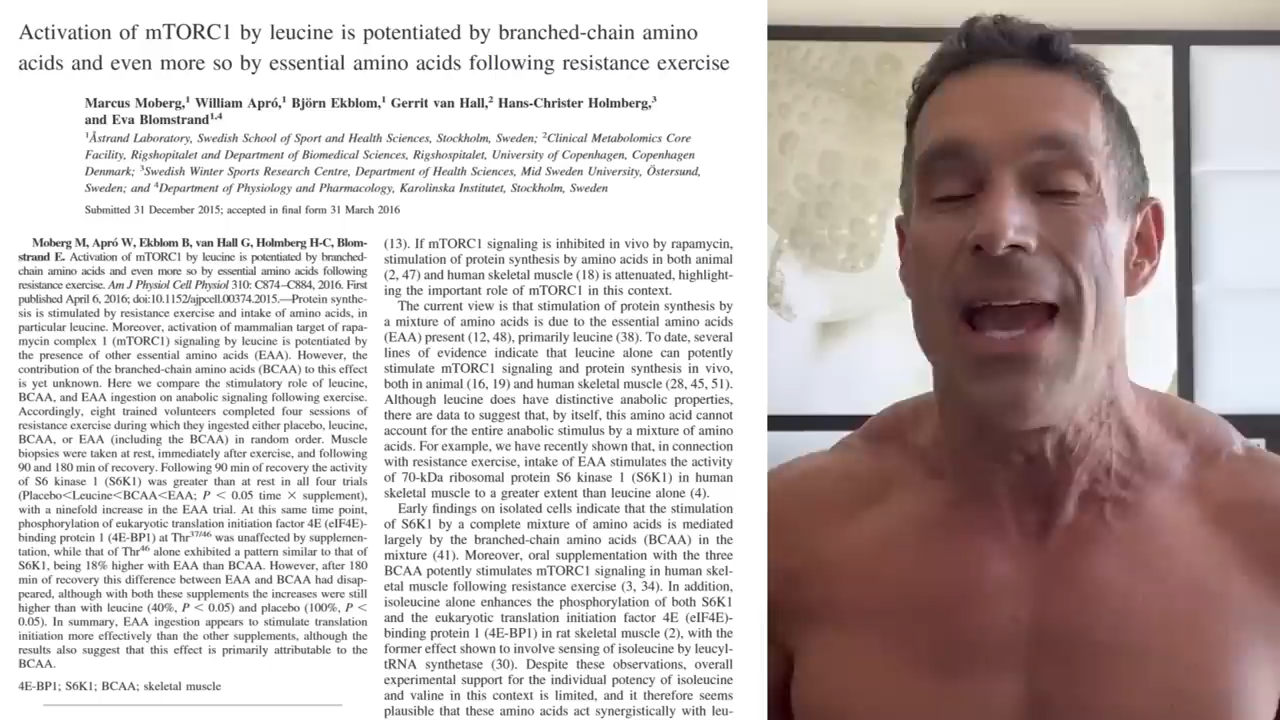 Activation of mTORC1 by leucine is potentiated by branched-chain amino
acids and even more so by essential amino acids following resistance exercise
Marcus Moberg,¹ William Apró,¹ Björn Ekblom,¹ Gerrit van Hall,² Hans-Christer Holmberg,³
and Eva Blomstrand¹,⁴
¹Åstrand Laboratory, Swedish School of Sport and Health Sciences, Stockholm, Sweden; ²Clinical Metabolomics Core
Facility, Rigshopitalet and Department of Biomedical Sciences, Rigshospitalet, University of Copenhagen, Copenhagen
Denmark; ³Swedish Winter Sports Research Centre, Department of Health Sciences, Mid Sweden University, Östersund,
Sweden; and ⁴Department of Physiology and Pharmacology, Karolinska Institutet, Stockholm, Sweden
Submitted 31 December 2015; accepted in final form 31 March 2016
Moberg M, Apró W, Ekblom B, van Hall G, Holmberg H-C, Blom-
strand E. Activation of mTORC1 by leucine is potentiated by branched-
chain amino acids and even more so by essential amino acids following
resistance exercise. Am J Physiol Cell Physiol 310: C874–C884, 2016. First
published April 6, 2016; doi:10.1152/ajpcell.00374.2015.—Protein synthe-
sis is stimulated by resistance exercise and intake of amino acids, in
particular leucine. Moreover, activation of mammalian target of rapa-
mycin complex 1 (mTORC1) signaling by leucine is potentiated by
the presence of other essential amino acids (EAA). However, the
contribution of the branched-chain amino acids (BCAA) to this effect
is yet unknown. Here we compare the stimulatory role of leucine,
BCAA, and EAA ingestion on anabolic signaling following exercise.
Accordingly, eight trained volunteers completed four sessions of
resistance exercise during which they ingested either placebo, leucine,
BCAA, or EAA (including the BCAA) in random order. Muscle
biopsies were taken at rest, immediately after exercise, and following
90 and 180 min of recovery. Following 90 min of recovery the activity
of S6 kinase 1 (S6K1) was greater than at rest in all four trials
(Placebo<Leucine<BCAA<EAA; P < 0.05 time × supplement),
with a ninefold increase in the EAA trial. At this same time point,
phosphorylation of eukaryotic translation initiation factor 4E (eIF4E)-
binding protein 1 (4E-BP1) at Thr37/46 was unaffected by supplemen-
tation, while that of Thr46 alone exhibited a pattern similar to that of
S6K1, being 18% higher with EAA than BCAA. However, after 180
min of recovery this difference between EAA and BCAA had disap-
peared, although with both these supplements the increases were still
higher than with leucine (40%, P < 0.05) and placebo (100%, P <
0.05). In summary, EAA ingestion appears to stimulate translation
initiation more effectively than the other supplements, although the
results also suggest that this effect is primarily attributable to the
BCAA.
4E-BP1; S6K1; BCAA; skeletal muscle
(13). If mTORC1 signaling is inhibited in vivo by rapamycin,
stimulation of protein synthesis by amino acids in both animal
(2, 47) and human skeletal muscle (18) is attenuated, highlight-
ing the important role of mTORC1 in this context.
The current view is that stimulation of protein synthesis by
a mixture of amino acids is due to the essential amino acids
(EAA) present (12, 48), primarily leucine (38). To date, several
lines of evidence indicate that leucine alone can potently
stimulate mTORC1 signaling and protein synthesis in vivo,
both in animal (16, 19) and human skeletal muscle (28, 45, 51).
Although leucine does have distinctive anabolic properties,
there are data to suggest that, by itself, this amino acid cannot
account for the entire anabolic stimulus by a mixture of amino
acids. For example, we have recently shown that, in connection
with resistance exercise, intake of EAA stimulates the activity
of 70-kDa ribosomal protein S6 kinase 1 (S6K1) in human
skeletal muscle to a greater extent than leucine alone (4).
Early findings on isolated cells indicate that the stimulation
of S6K1 by a complete mixture of amino acids is mediated
largely by the branched-chain amino acids (BCAA) in the
mixture (41). Moreover, oral supplementation with the three
BCAA potently stimulates mTORC1 signaling in human skel-
etal muscle following resistance exercise (3, 34). In addition,
isoleucine alone enhances the phosphorylation of both S6K1
and the eukaryotic translation initiation factor 4E (eIF4E)-
binding protein 1 (4E-BP1) in rat skeletal muscle (2), with the
former effect shown to involve sensing of isoleucine by leucyl-
tRNA synthetase (30). Despite these observations, overall
experimental support for the individual potency of isoleucine
and valine in this context is limited, and it therefore seems
plausible that these amino acids act synergistically with leu-